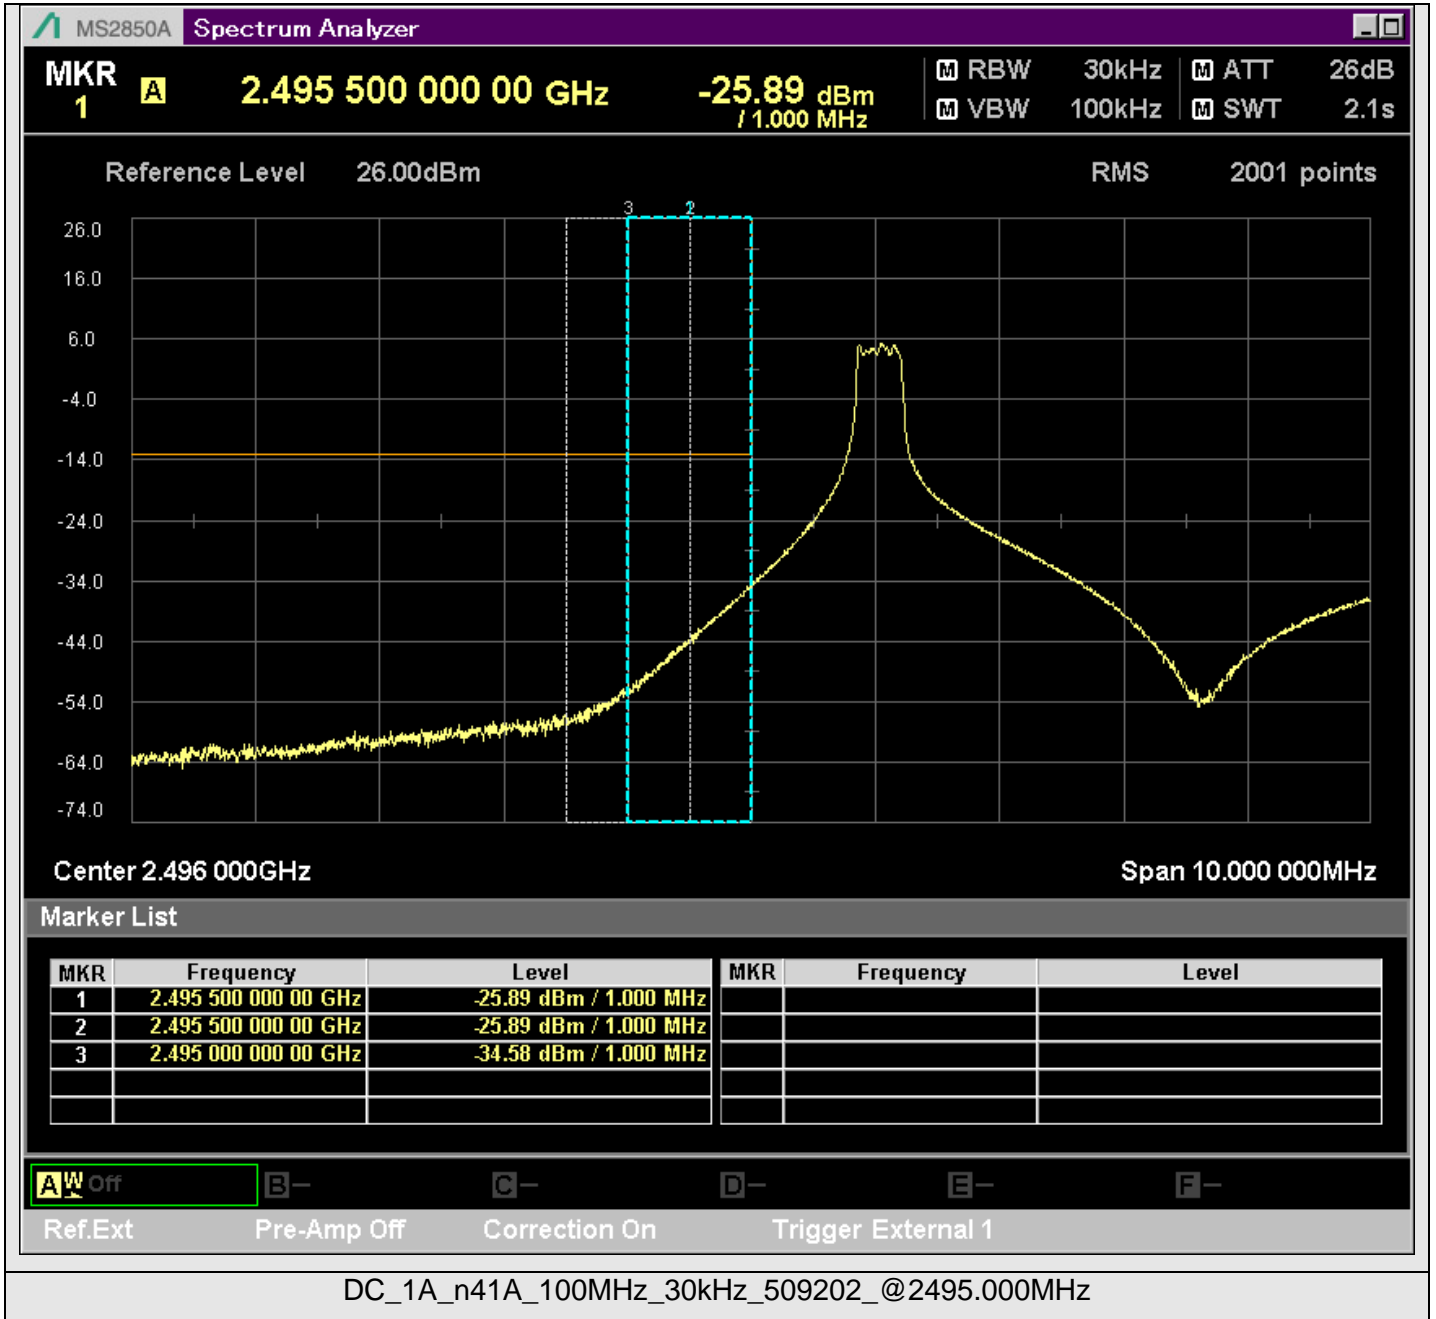 MS2850A Spectrum Analyzer
MKR 1 A 2.495 500 000 00 GHz -25.89 dBm / 1.000 MHz
M RBW 30kHz M ATT 26dB
M VBW 100kHz M SWT 2.1s
Reference Level 26.00dBm RMS 2001 points
3 2
26.0
16.0
6.0
-4.0
-14.0
-24.0
-34.0
-44.0
-54.0
-64.0
-74.0
Center 2.496 000GHz Span 10.000 000MHz
Marker List
MKR Frequency Level MKR Frequency Level
1 2.495 500 000 00 GHz -25.89 dBm / 1.000 MHz
2 2.495 500 000 00 GHz -25.89 dBm / 1.000 MHz
3 2.495 000 000 00 GHz -34.58 dBm / 1.000 MHz
A W Off B - C - D - E - F -
Ref.Ext Pre-Amp Off Correction On Trigger External 1
DC_1A_n41A_100MHz_30kHz_509202_@2495.000MHz